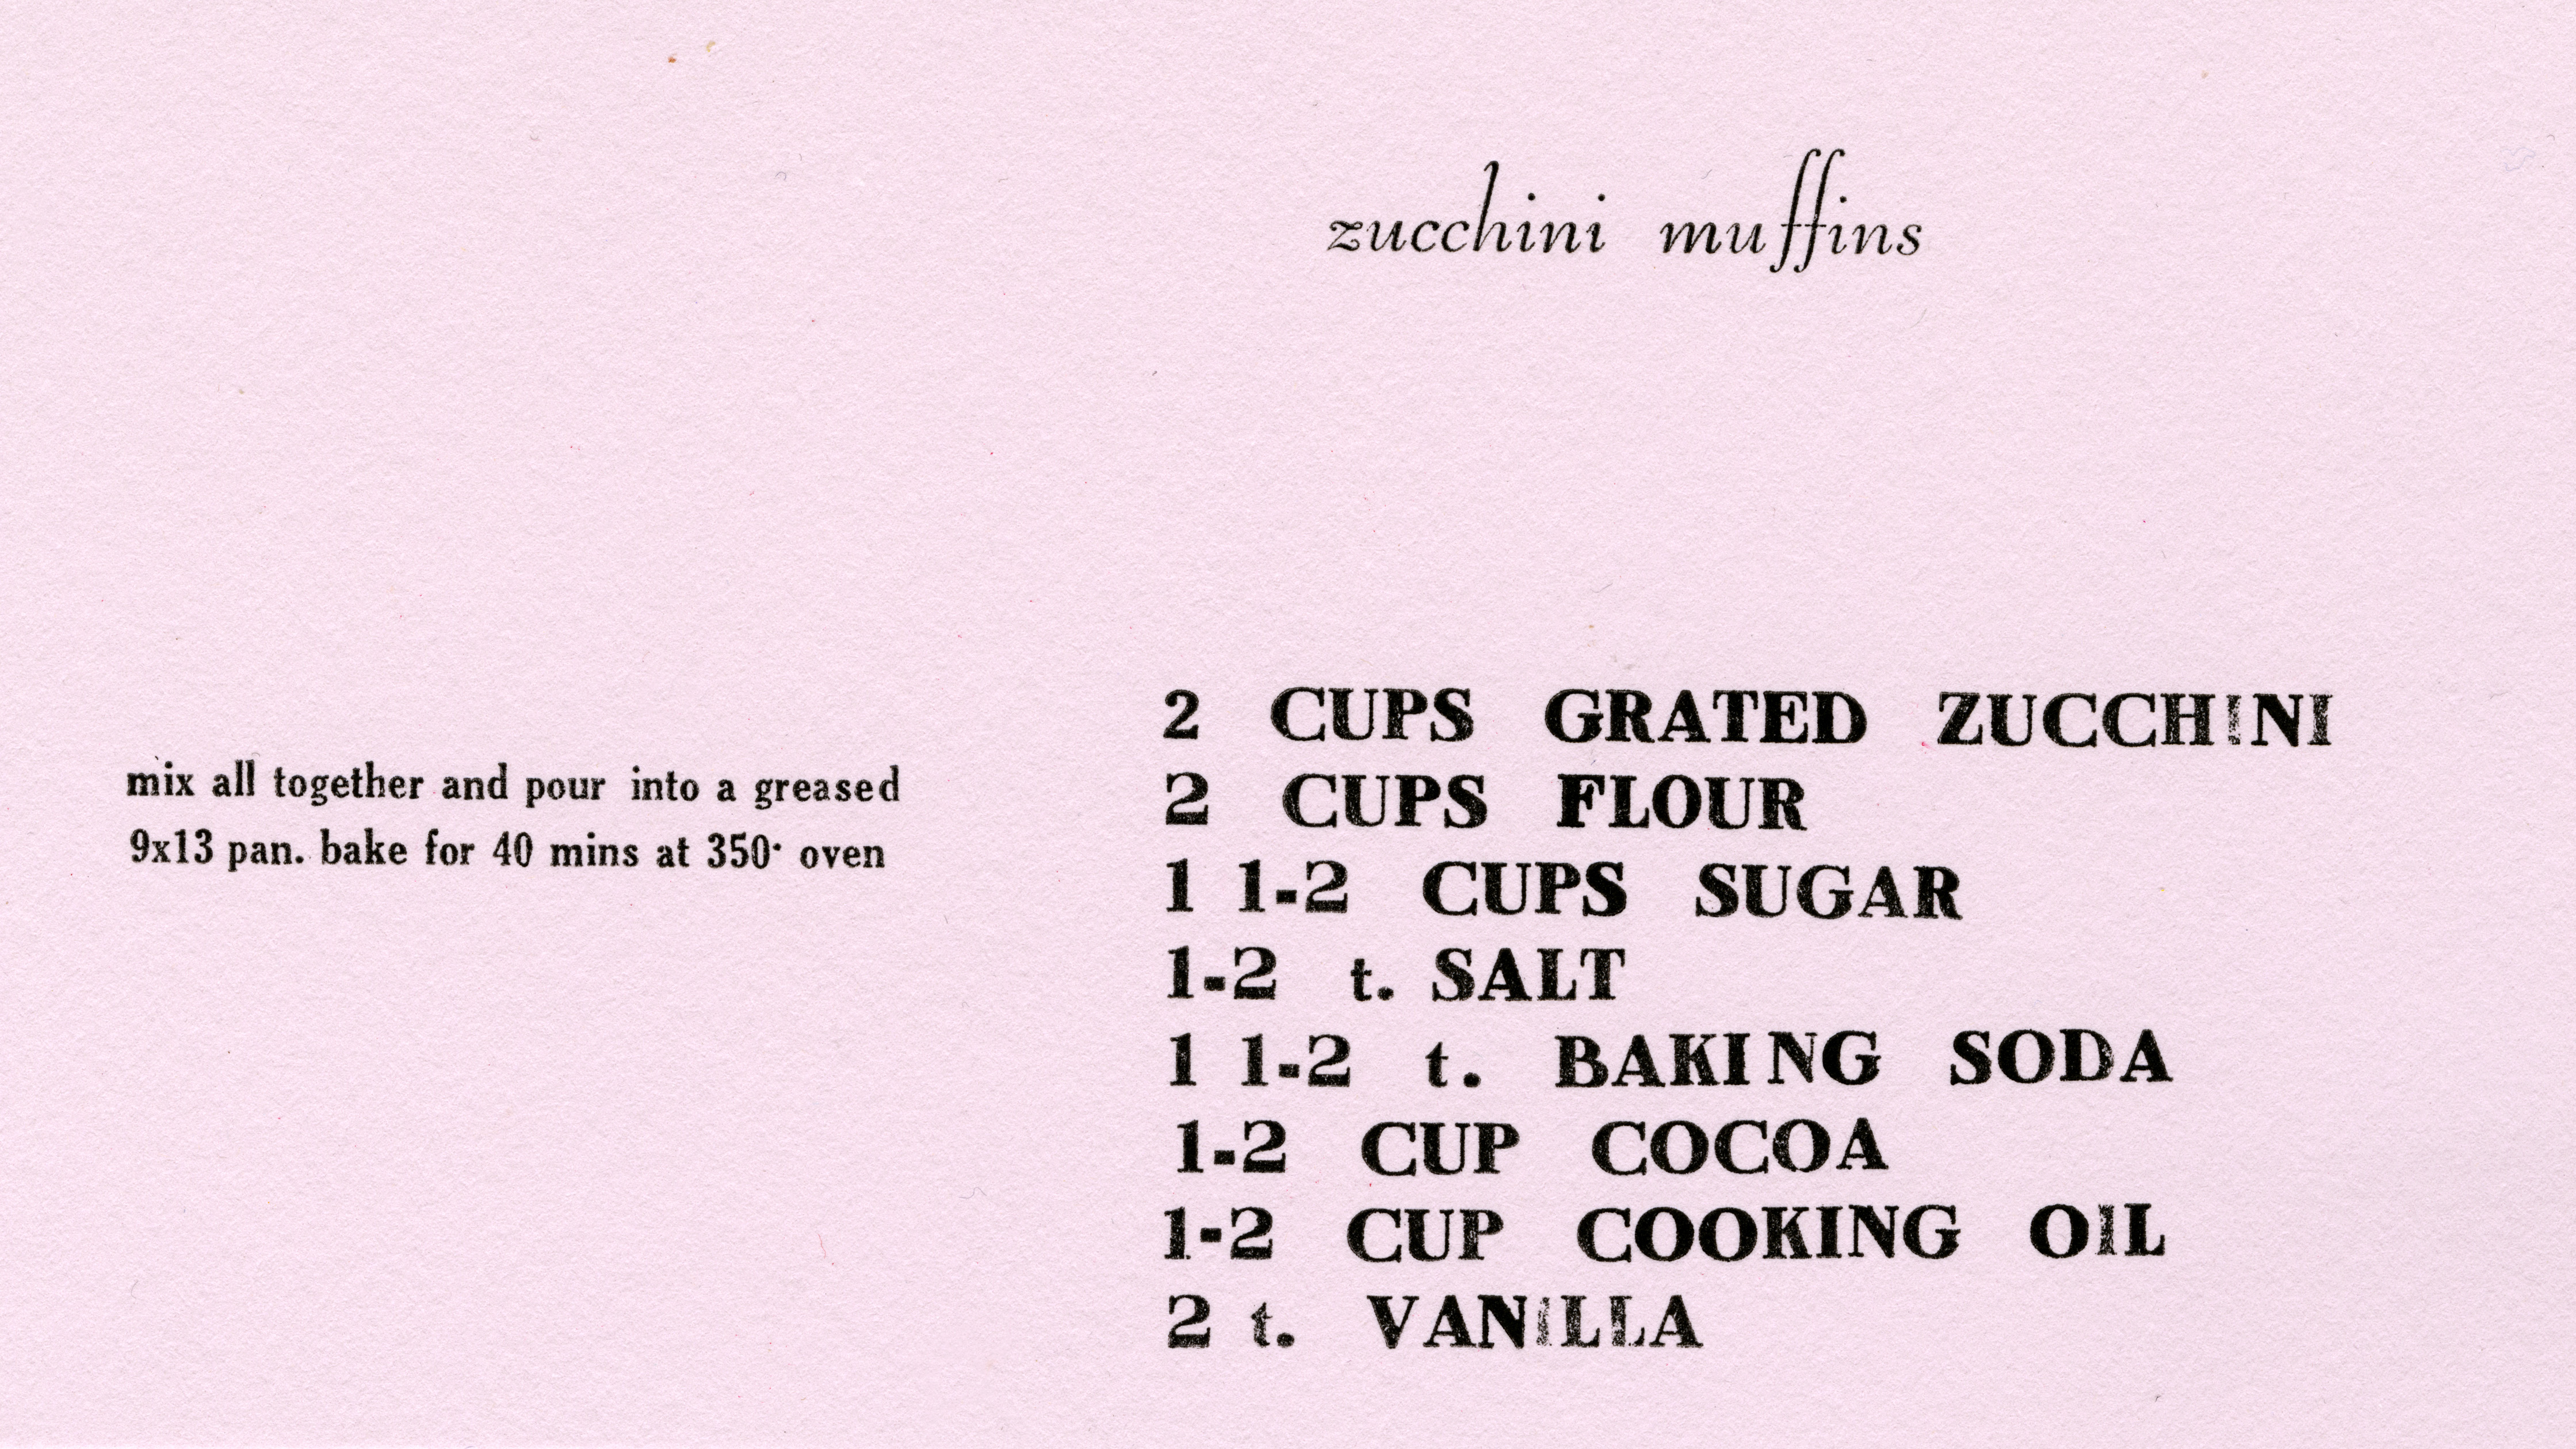 zucchini muffins
2 CUPS GRATED ZUCCHINI
2 CUPS FLOUR
1 1-2 CUPS SUGAR
1-2 t. SALT
1 1-2 t. BAKING SODA
1-2 CUP COCOA
1-2 CUP COOKING OIL
2 t. VANILLA
mix all together and pour into a greased
9x13 pan. bake for 40 mins at 350° oven